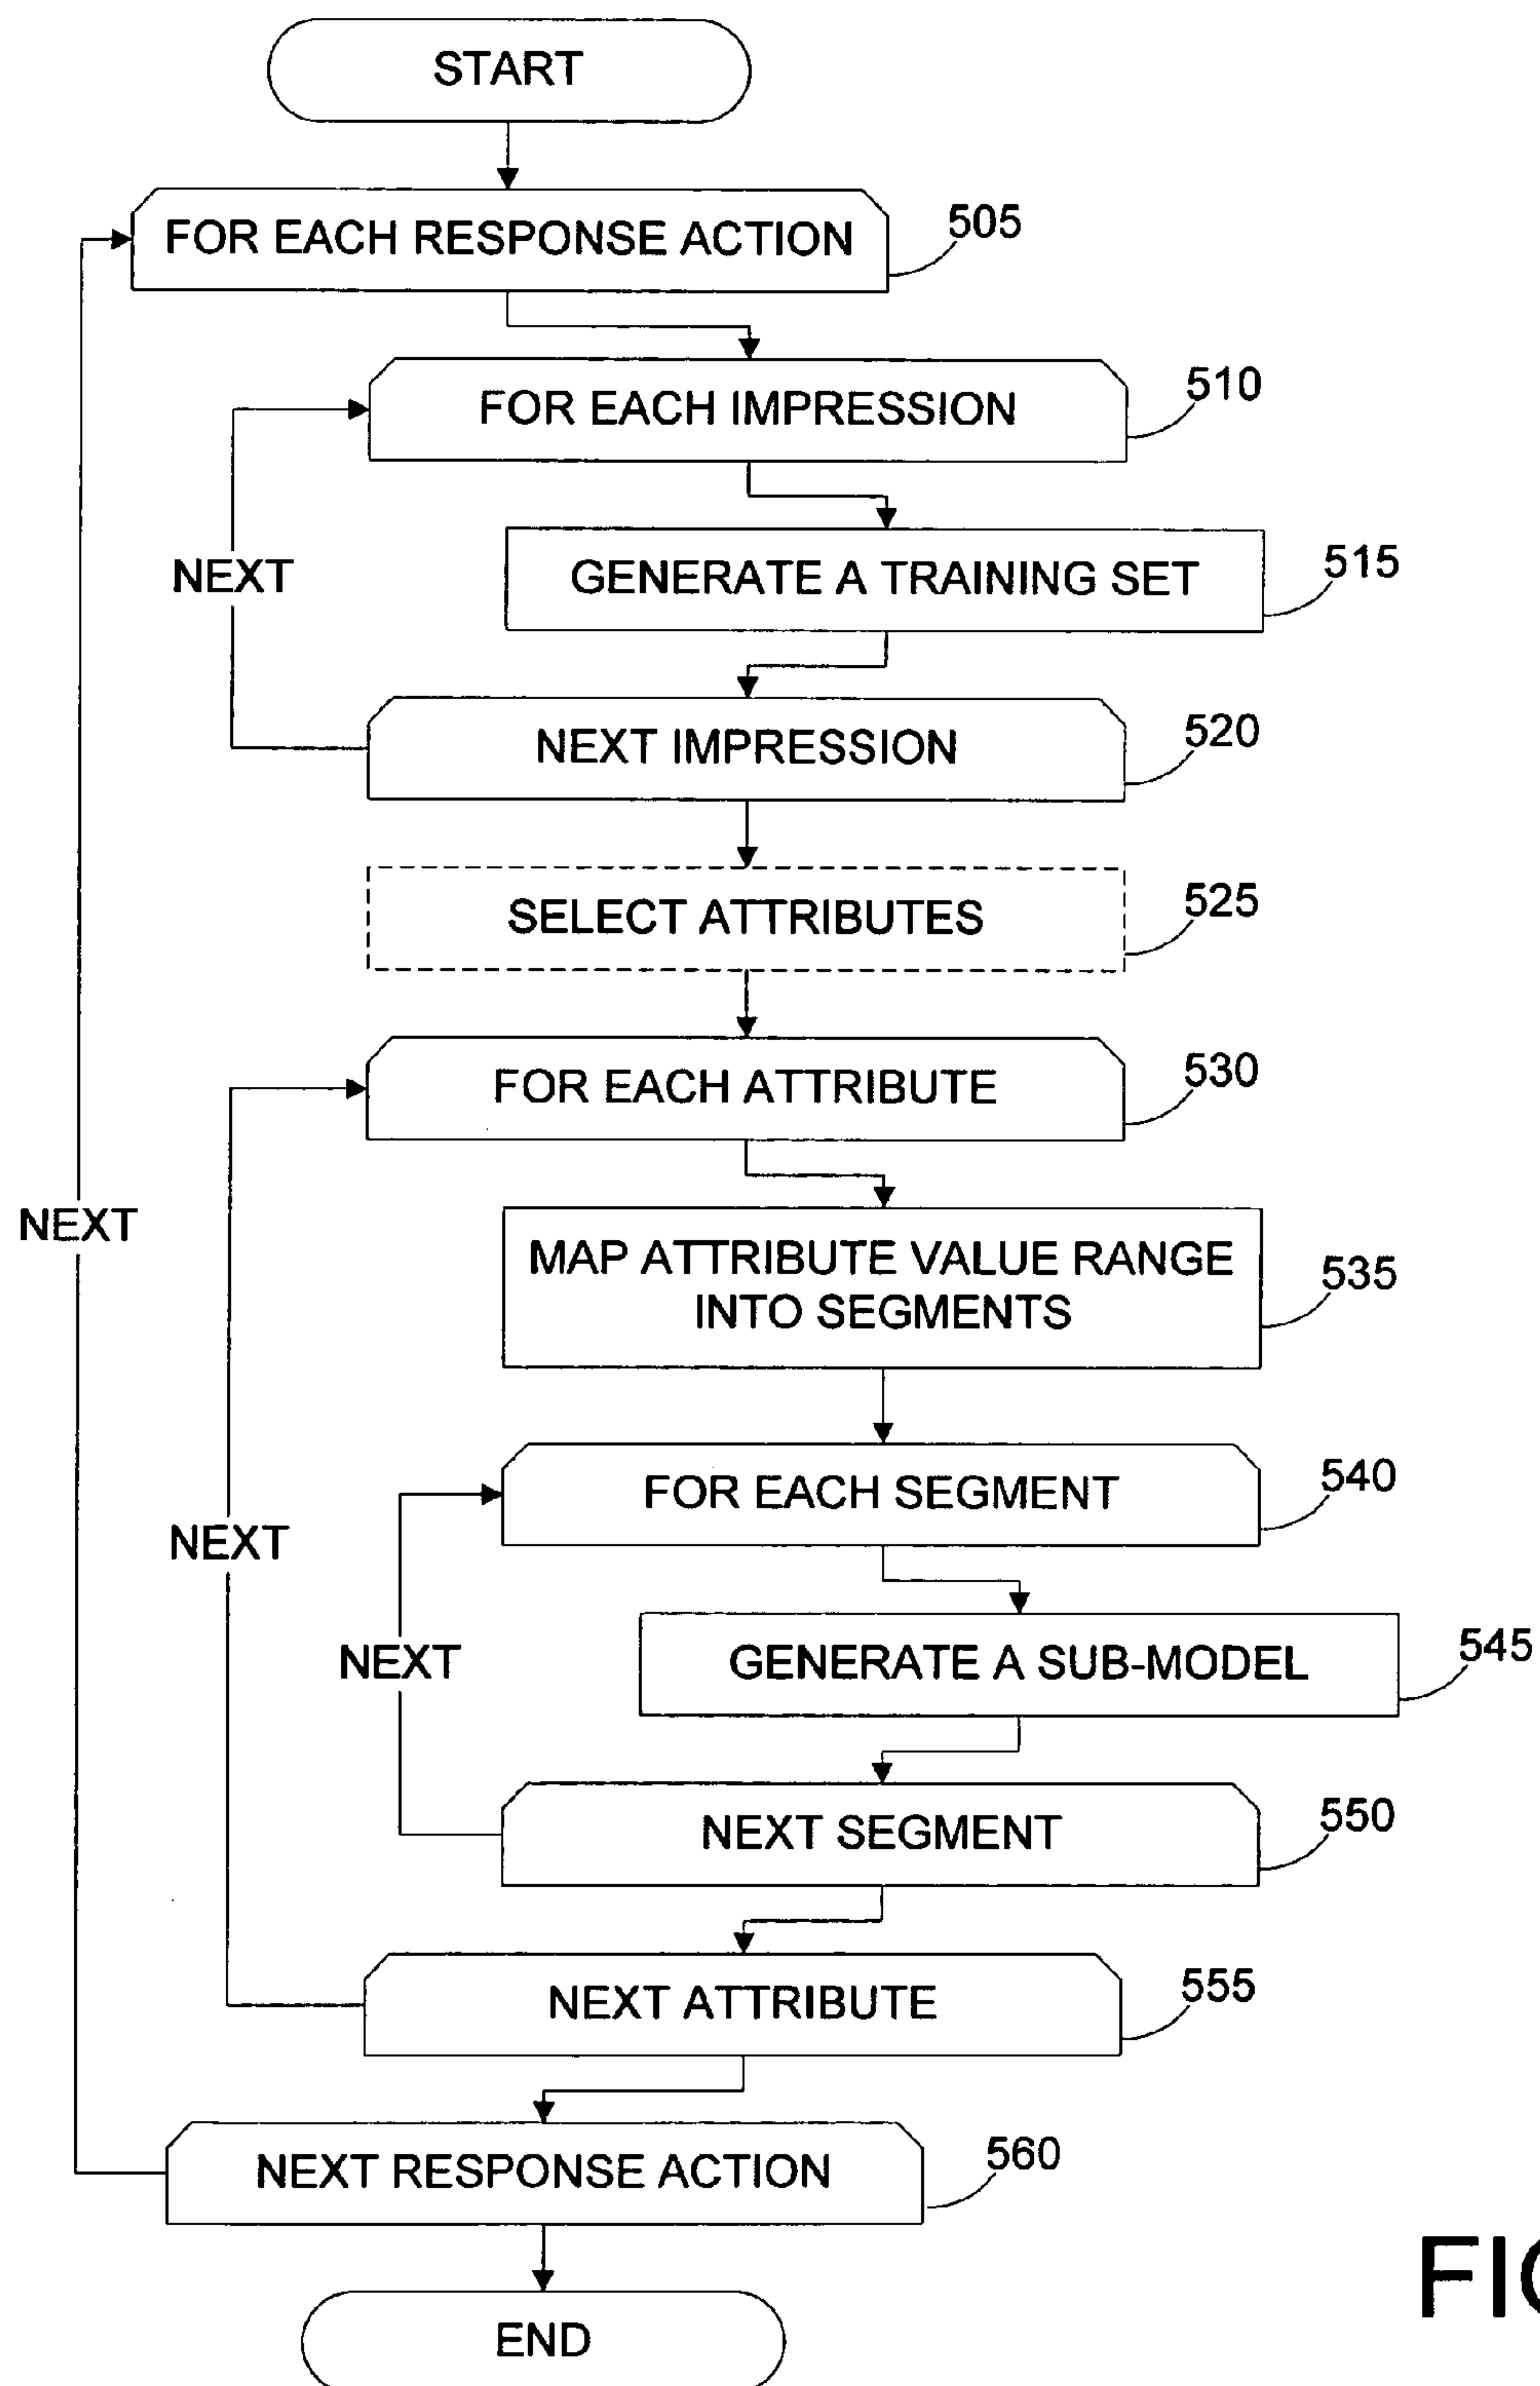 START
FOR EACH RESPONSE ACTION
505
FOR EACH IMPRESSION
510
NEXT
GENERATE A TRAINING SET
515
NEXT IMPRESSION
520
SELECT ATTRIBUTES
525
FOR EACH ATTRIBUTE
530
NEXT
MAP ATTRIBUTE VALUE RANGE
INTO SEGMENTS
535
FOR EACH SEGMENT
540
NEXT
NEXT
GENERATE A SUB-MODEL
545
NEXT SEGMENT
550
NEXT ATTRIBUTE
555
NEXT RESPONSE ACTION
560
END